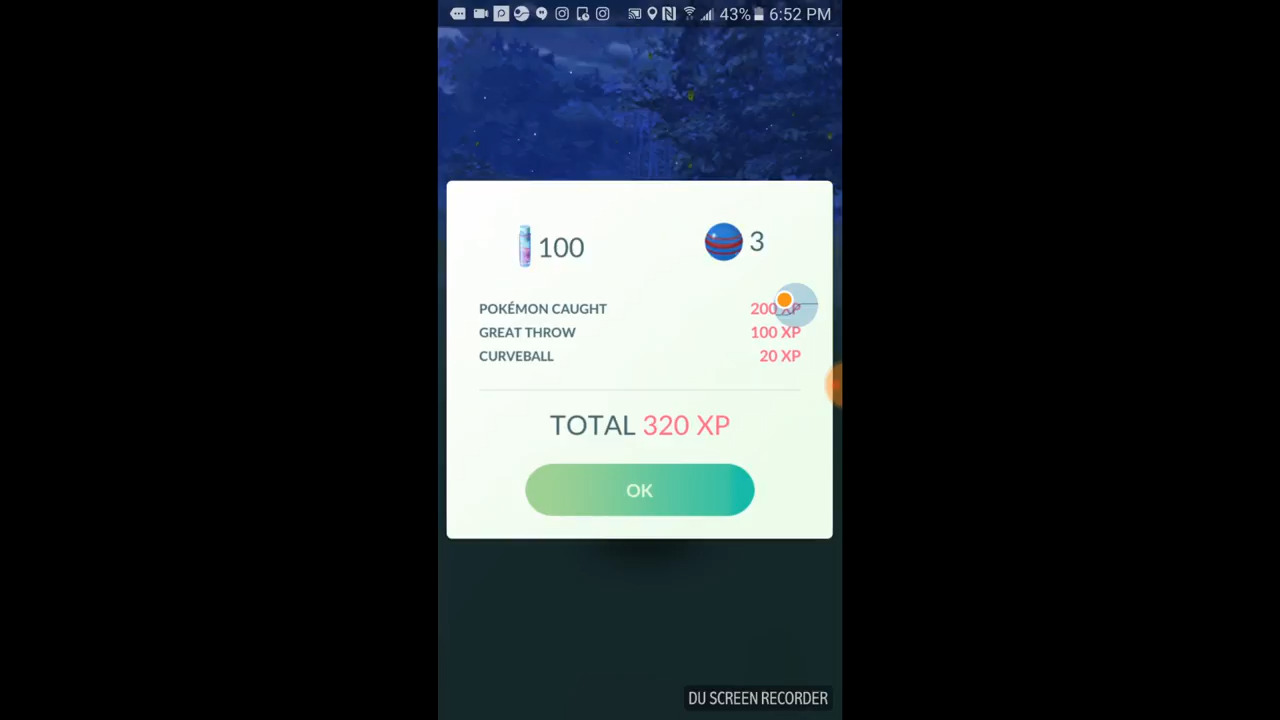 43% 6:52 PM
100 3
POKÉMON CAUGHT 200 XP
GREAT THROW 100 XP
CURVEBALL 20 XP
TOTAL 320 XP
OK
DU SCREEN RECORDER